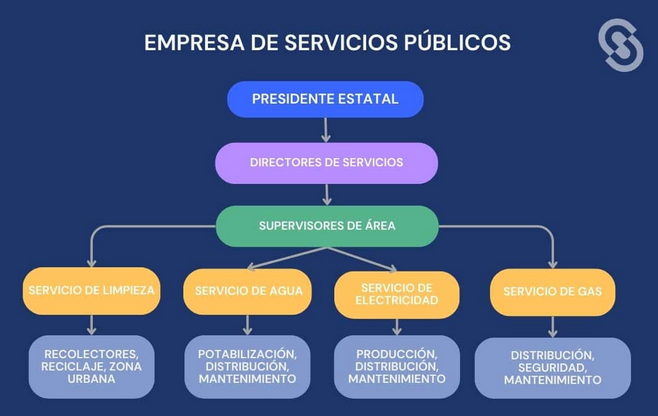 EMPRESA DE SERVICIOS PÚBLICOS
PRESIDENTE ESTATAL
DIRECTORES DE SERVICIOS
SUPERVISORES DE ÁREA
SERVICIO DE LIMPIEZA
SERVICIO DE AGUA
SERVICIO DE
ELECTRICIDAD
SERVICIO DE GAS
RECOLECTORES,
RECICLAJE, ZONA
URBANA
POTABILIZACIÓN,
DISTRIBUCIÓN,
MANTENIMIENTO
PRODUCCIÓN,
DISTRIBUCIÓN,
MANTENIMIENTO
DISTRIBUCIÓN,
SEGURIDAD,
MANTENIMIENTO